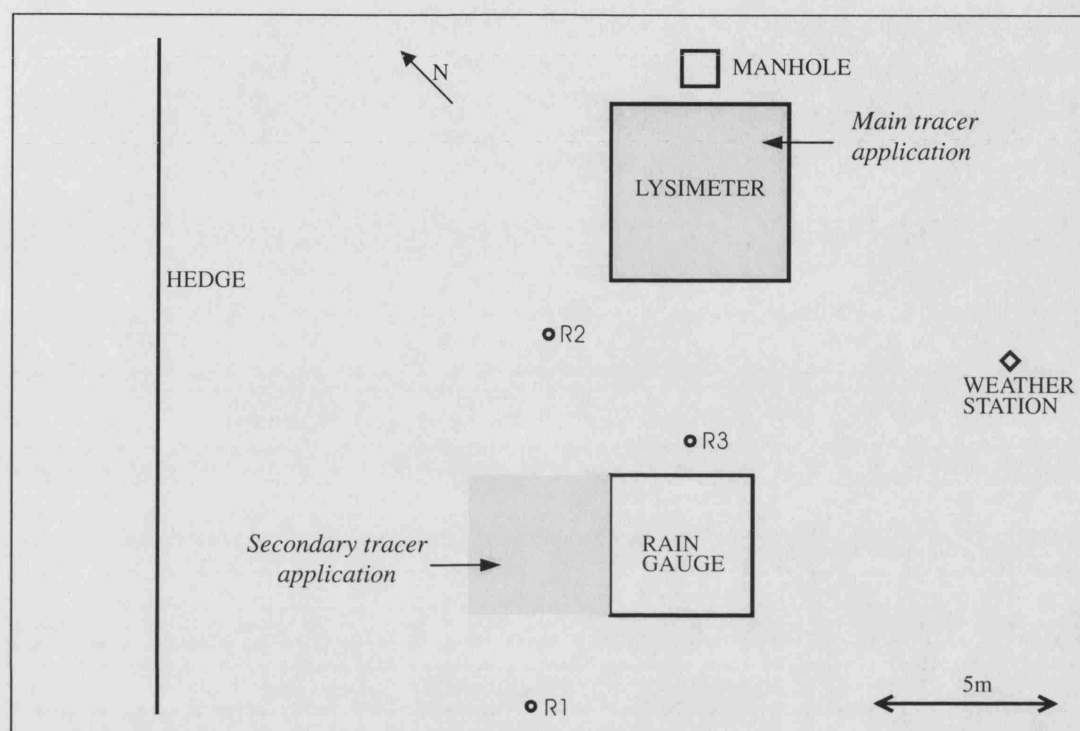 N
MANHOLE
Main tracer
application
LYSIMETER
HEDGE
R2
WEATHER
STATION
R3
Secondary tracer
application
RAIN
GAUGE
5m
R1